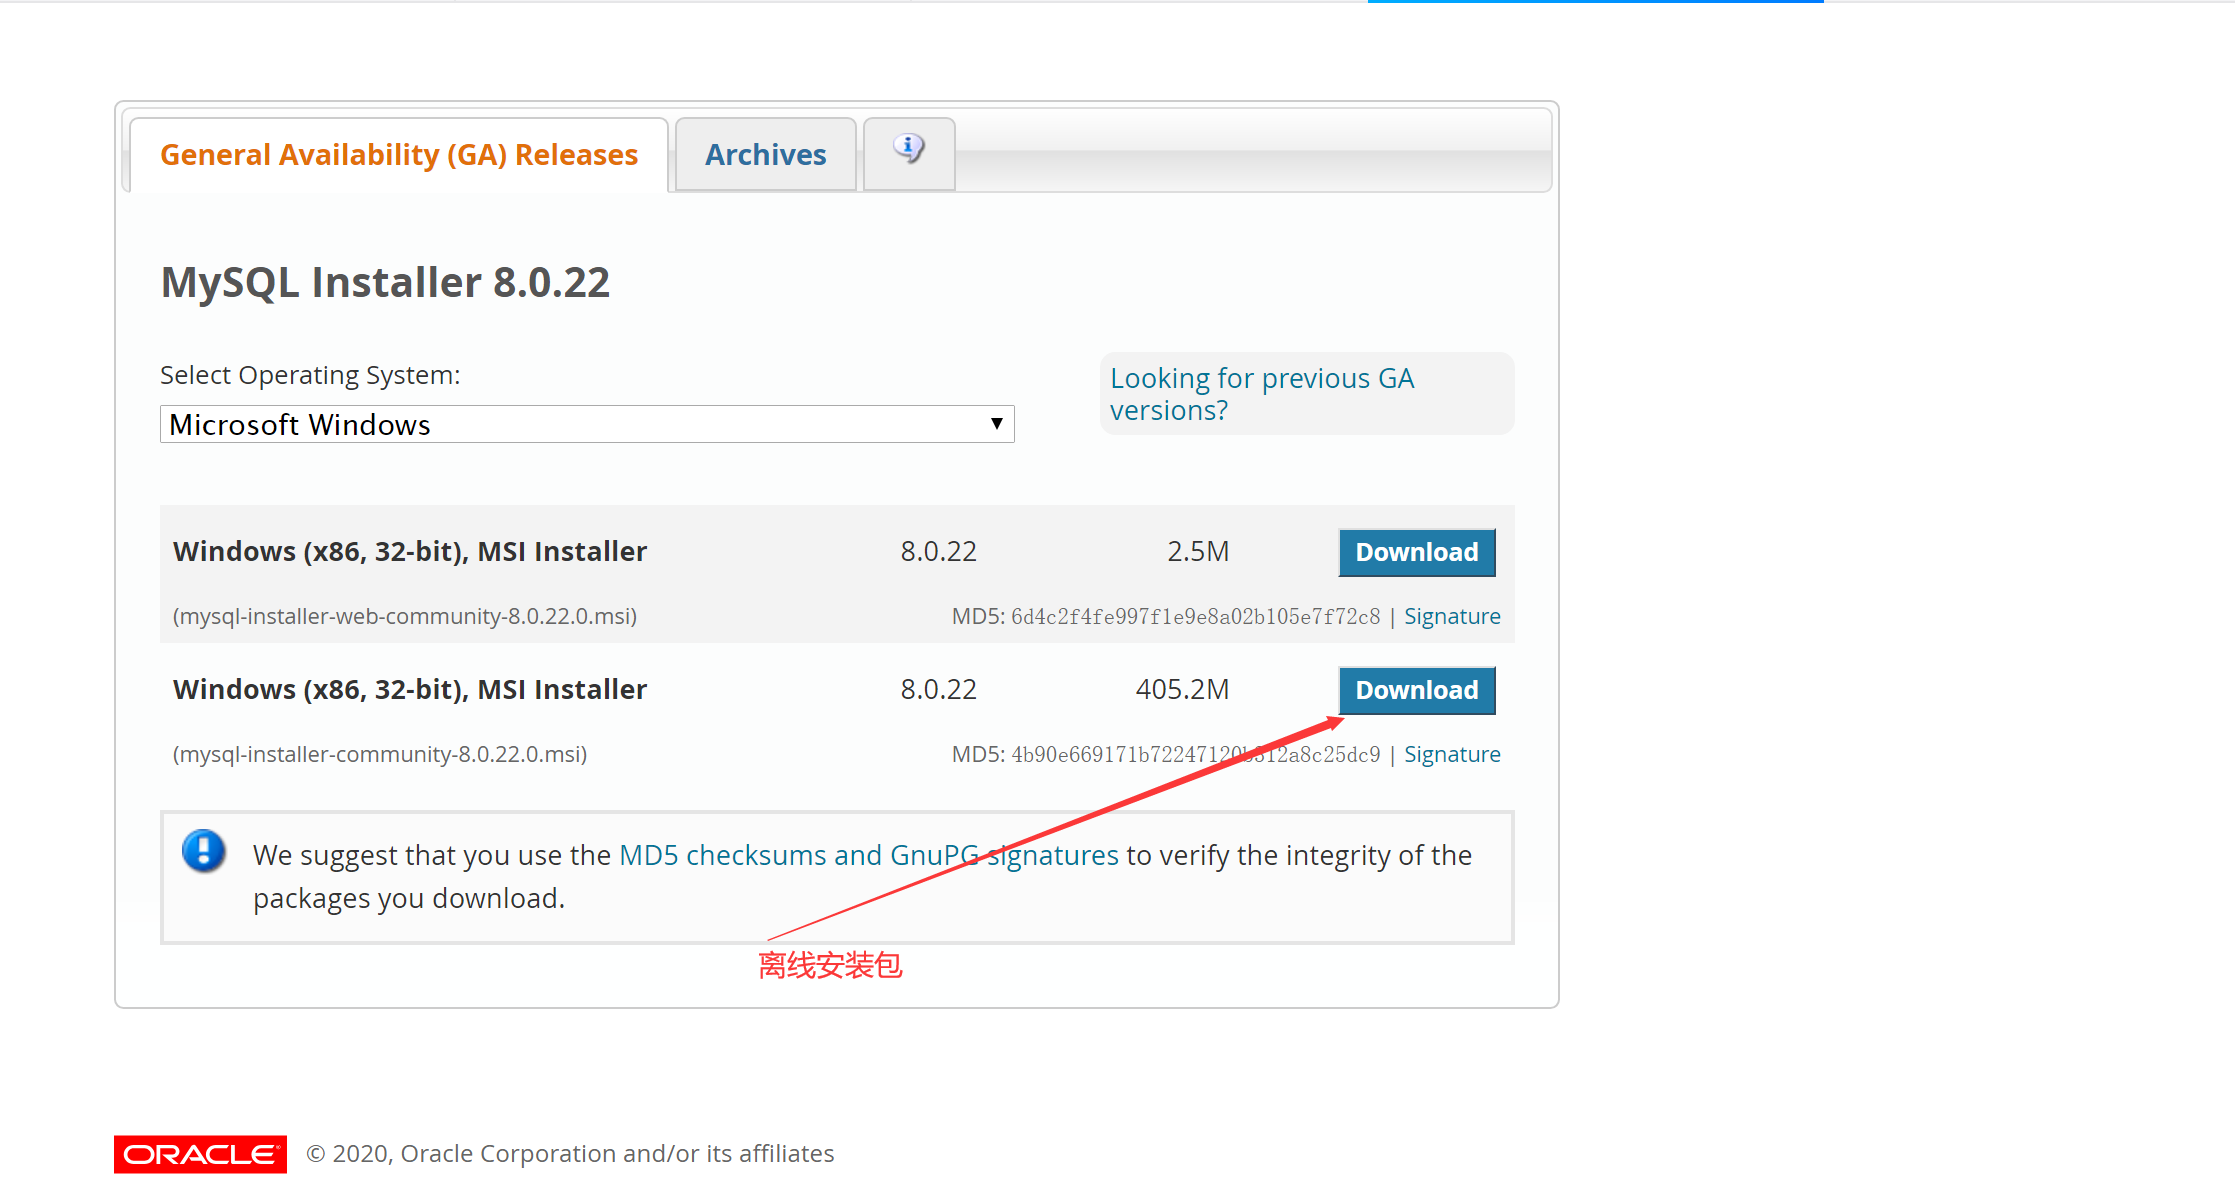 General Availability (GA) Releases
Archives
MySQL Installer 8.0.22
Select Operating System:
Microsoft Windows
Looking for previous GA
versions?
Windows (x86, 32-bit), MSI Installer 8.0.22 2.5M Download
(mysql-installer-web-community-8.0.22.0.msi) MD5: 6d4c2f4fe997f1e9e8a02b105e7f72c8 | Signature
Windows (x86, 32-bit), MSI Installer 8.0.22 405.2M Download
(mysql-installer-community-8.0.22.0.msi) MD5: 4b90e669171b72247120b312a8c25dc9 | Signature
We suggest that you use the MD5 checksums and GnuPG signatures to verify the integrity of the
packages you download.
离线安装包
ORACLE © 2020, Oracle Corporation and/or its affiliates